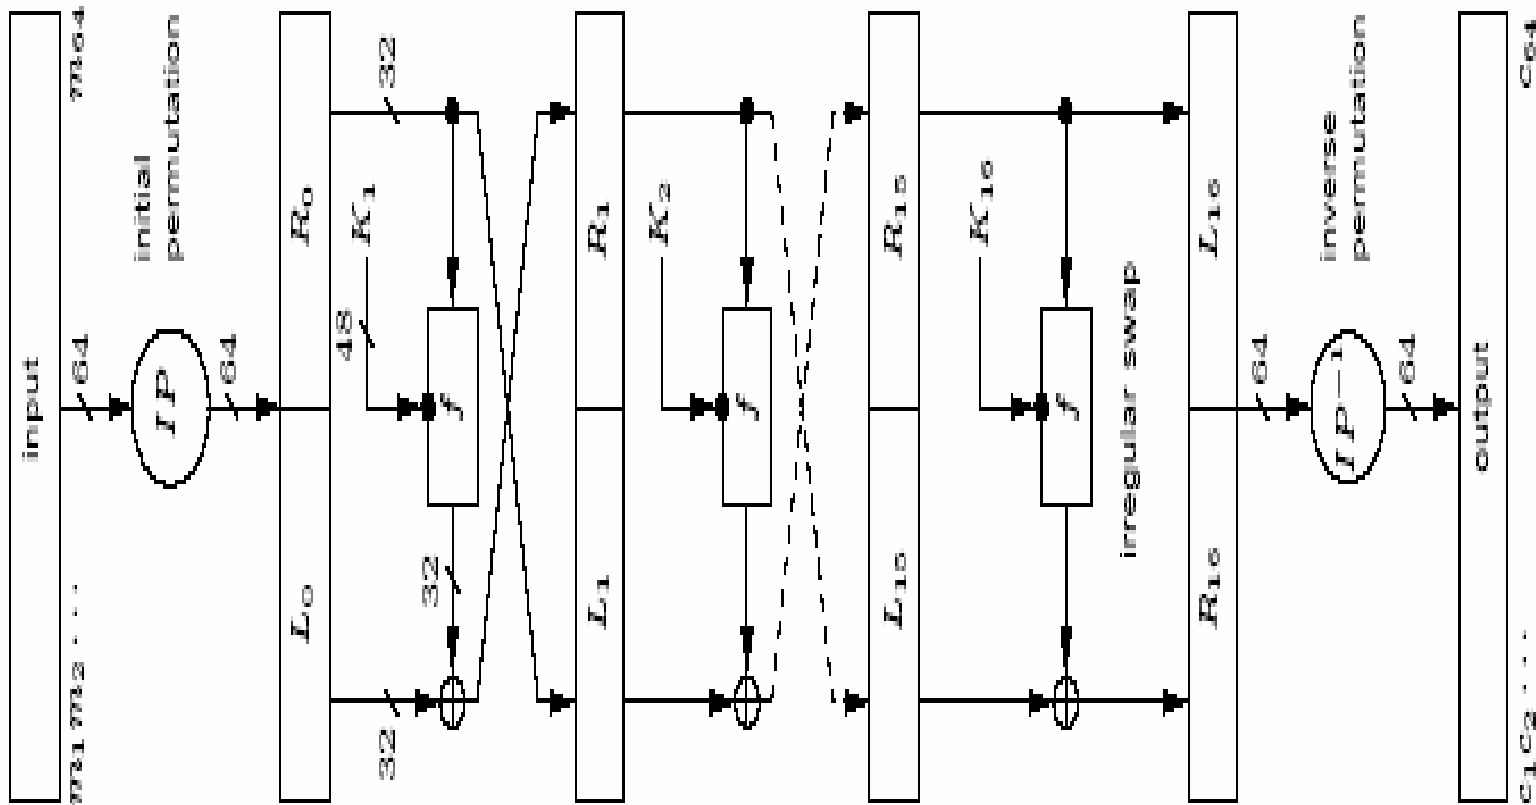 input
m₁ m₂ ⋯ m₆₄
64
initial
permutation
IP
64
L₀ R₀
32 32
48 K₁
f
32
L₁ R₁
K₂
f
L₁₅ R₁₅
K₁₆
f
irregular swap
R₁₆ L₁₆
64
inverse
permutation
IP⁻¹
64
output
c₁ c₂ ⋯ c₆₄